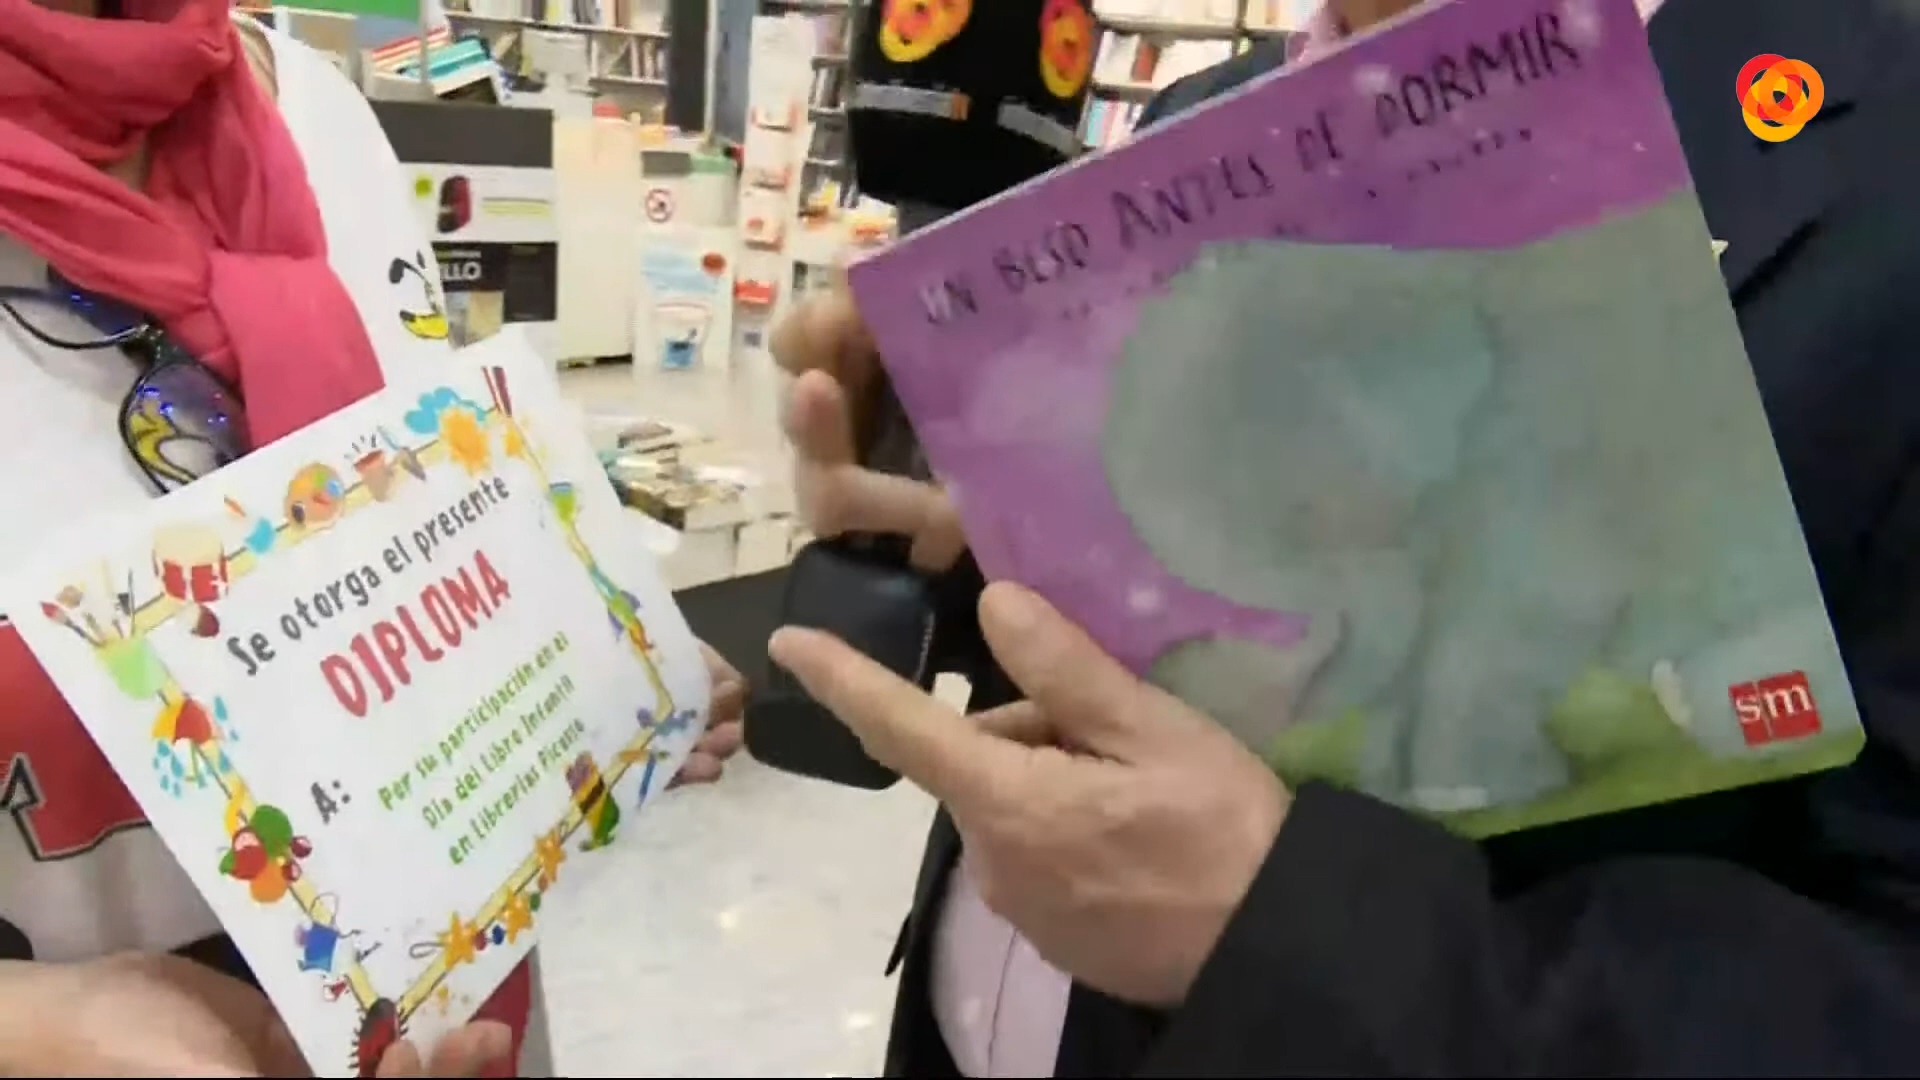 Se otorga el presente
DIPLOMA
A:
Por su participación en el
Día del Libro Infantil
en Librerías Picasso
UN BESO ANTES DE DORMIR
sm
LLO